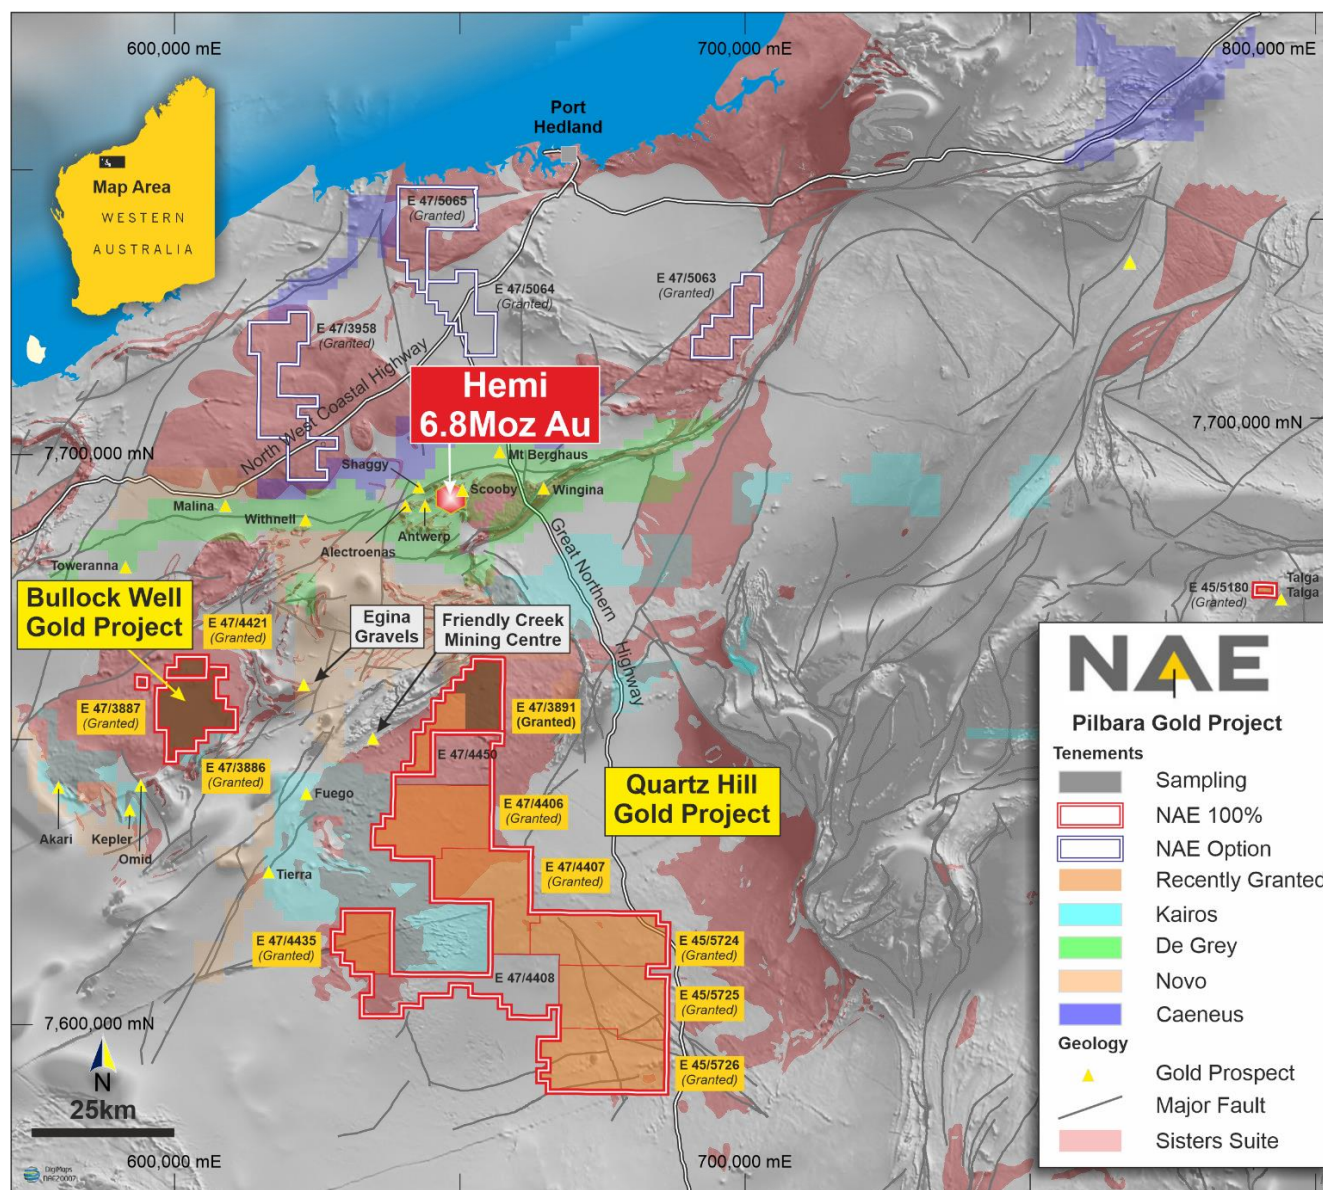 600,000 mE
700,000 mE
800,000 mE
Port
Hedland
Map Area
WESTERN
AUSTRALIA
E 47/5065
(Granted)
E 47/5064
(Granted)
E 47/5063
(Granted)
E 47/3958
(Granted)
North West Coastal Highway
Hemi
6.8Moz Au
7,700,000 mN
7,700,000 mN
Mt Berghaus
Shaggy
Scooby
Wingina
Malina
Withnell
Antwerp
Alectroenas
Toweranna
Great Northern
Highway
Bullock Well
Gold Project
E 47/4421
(Granted)
Egina
Gravels
Friendly Creek
Mining Centre
E 45/5180
(Granted)
Talga
Talga
E 47/3887
(Granted)
E 47/3891
(Granted)
E 47/3886
(Granted)
E 47/4450
Quartz Hill
Gold Project
Fuego
E 47/4406
(Granted)
Akari
Kepler
Omid
Tierra
E 47/4407
(Granted)
E 47/4435
(Granted)
E 47/4408
E 45/5724
(Granted)
E 45/5725
(Granted)
E 45/5726
(Granted)
7,600,000 mN
N
25km
600,000 mE
700,000 mE
DigiMaps
NAE
Pilbara Gold Project
Tenements
Sampling
NAE 100%
NAE Option
Recently Granted
Kairos
De Grey
Novo
Caeneus
Geology
Gold Prospect
Major Fault
Sisters Suite